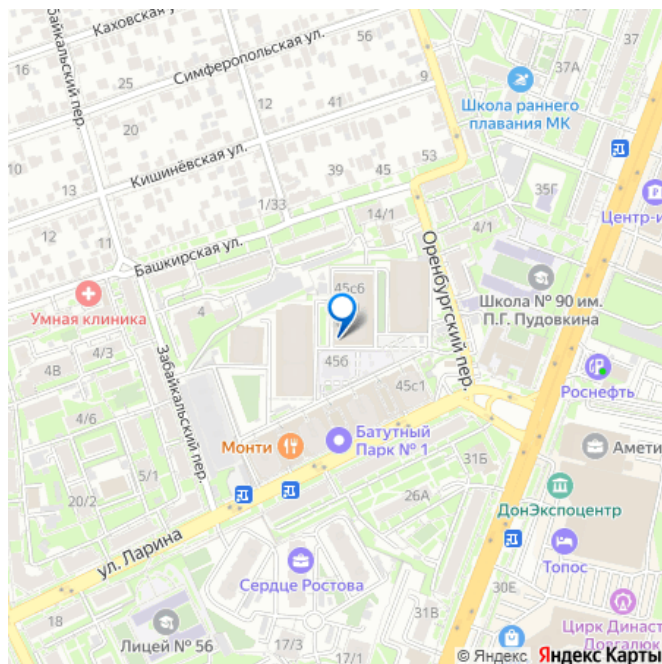 Каховская у
37
56
байкальский пер.
Симферопольская ул.
37А
25
9
Школа раннего
плавания МК
12
41
20
10
Кишинёвская ул.
53
39
45
35Г
13
1/33
14/1
Центр-и
12
11
4/1
Башкирская ул.
Оренбургский пер.
45с6
Школа № 90 им.
П.Г. Пудовкина
Умная клиника
4
4/3
4В
45б
Забайкальский пер.
45с1
Роснефть
4/6
Монти
Батутный
Парк № 1
Амети
5/1
31Б
20/2
26А
ДонЭкспоцентр
ул. Ларина
Топос
Сердце Ростова
30Е
18
31В
Лицей № 56
17/3
17/1
Цирк Династ
© Яндекс Яндекс Карты